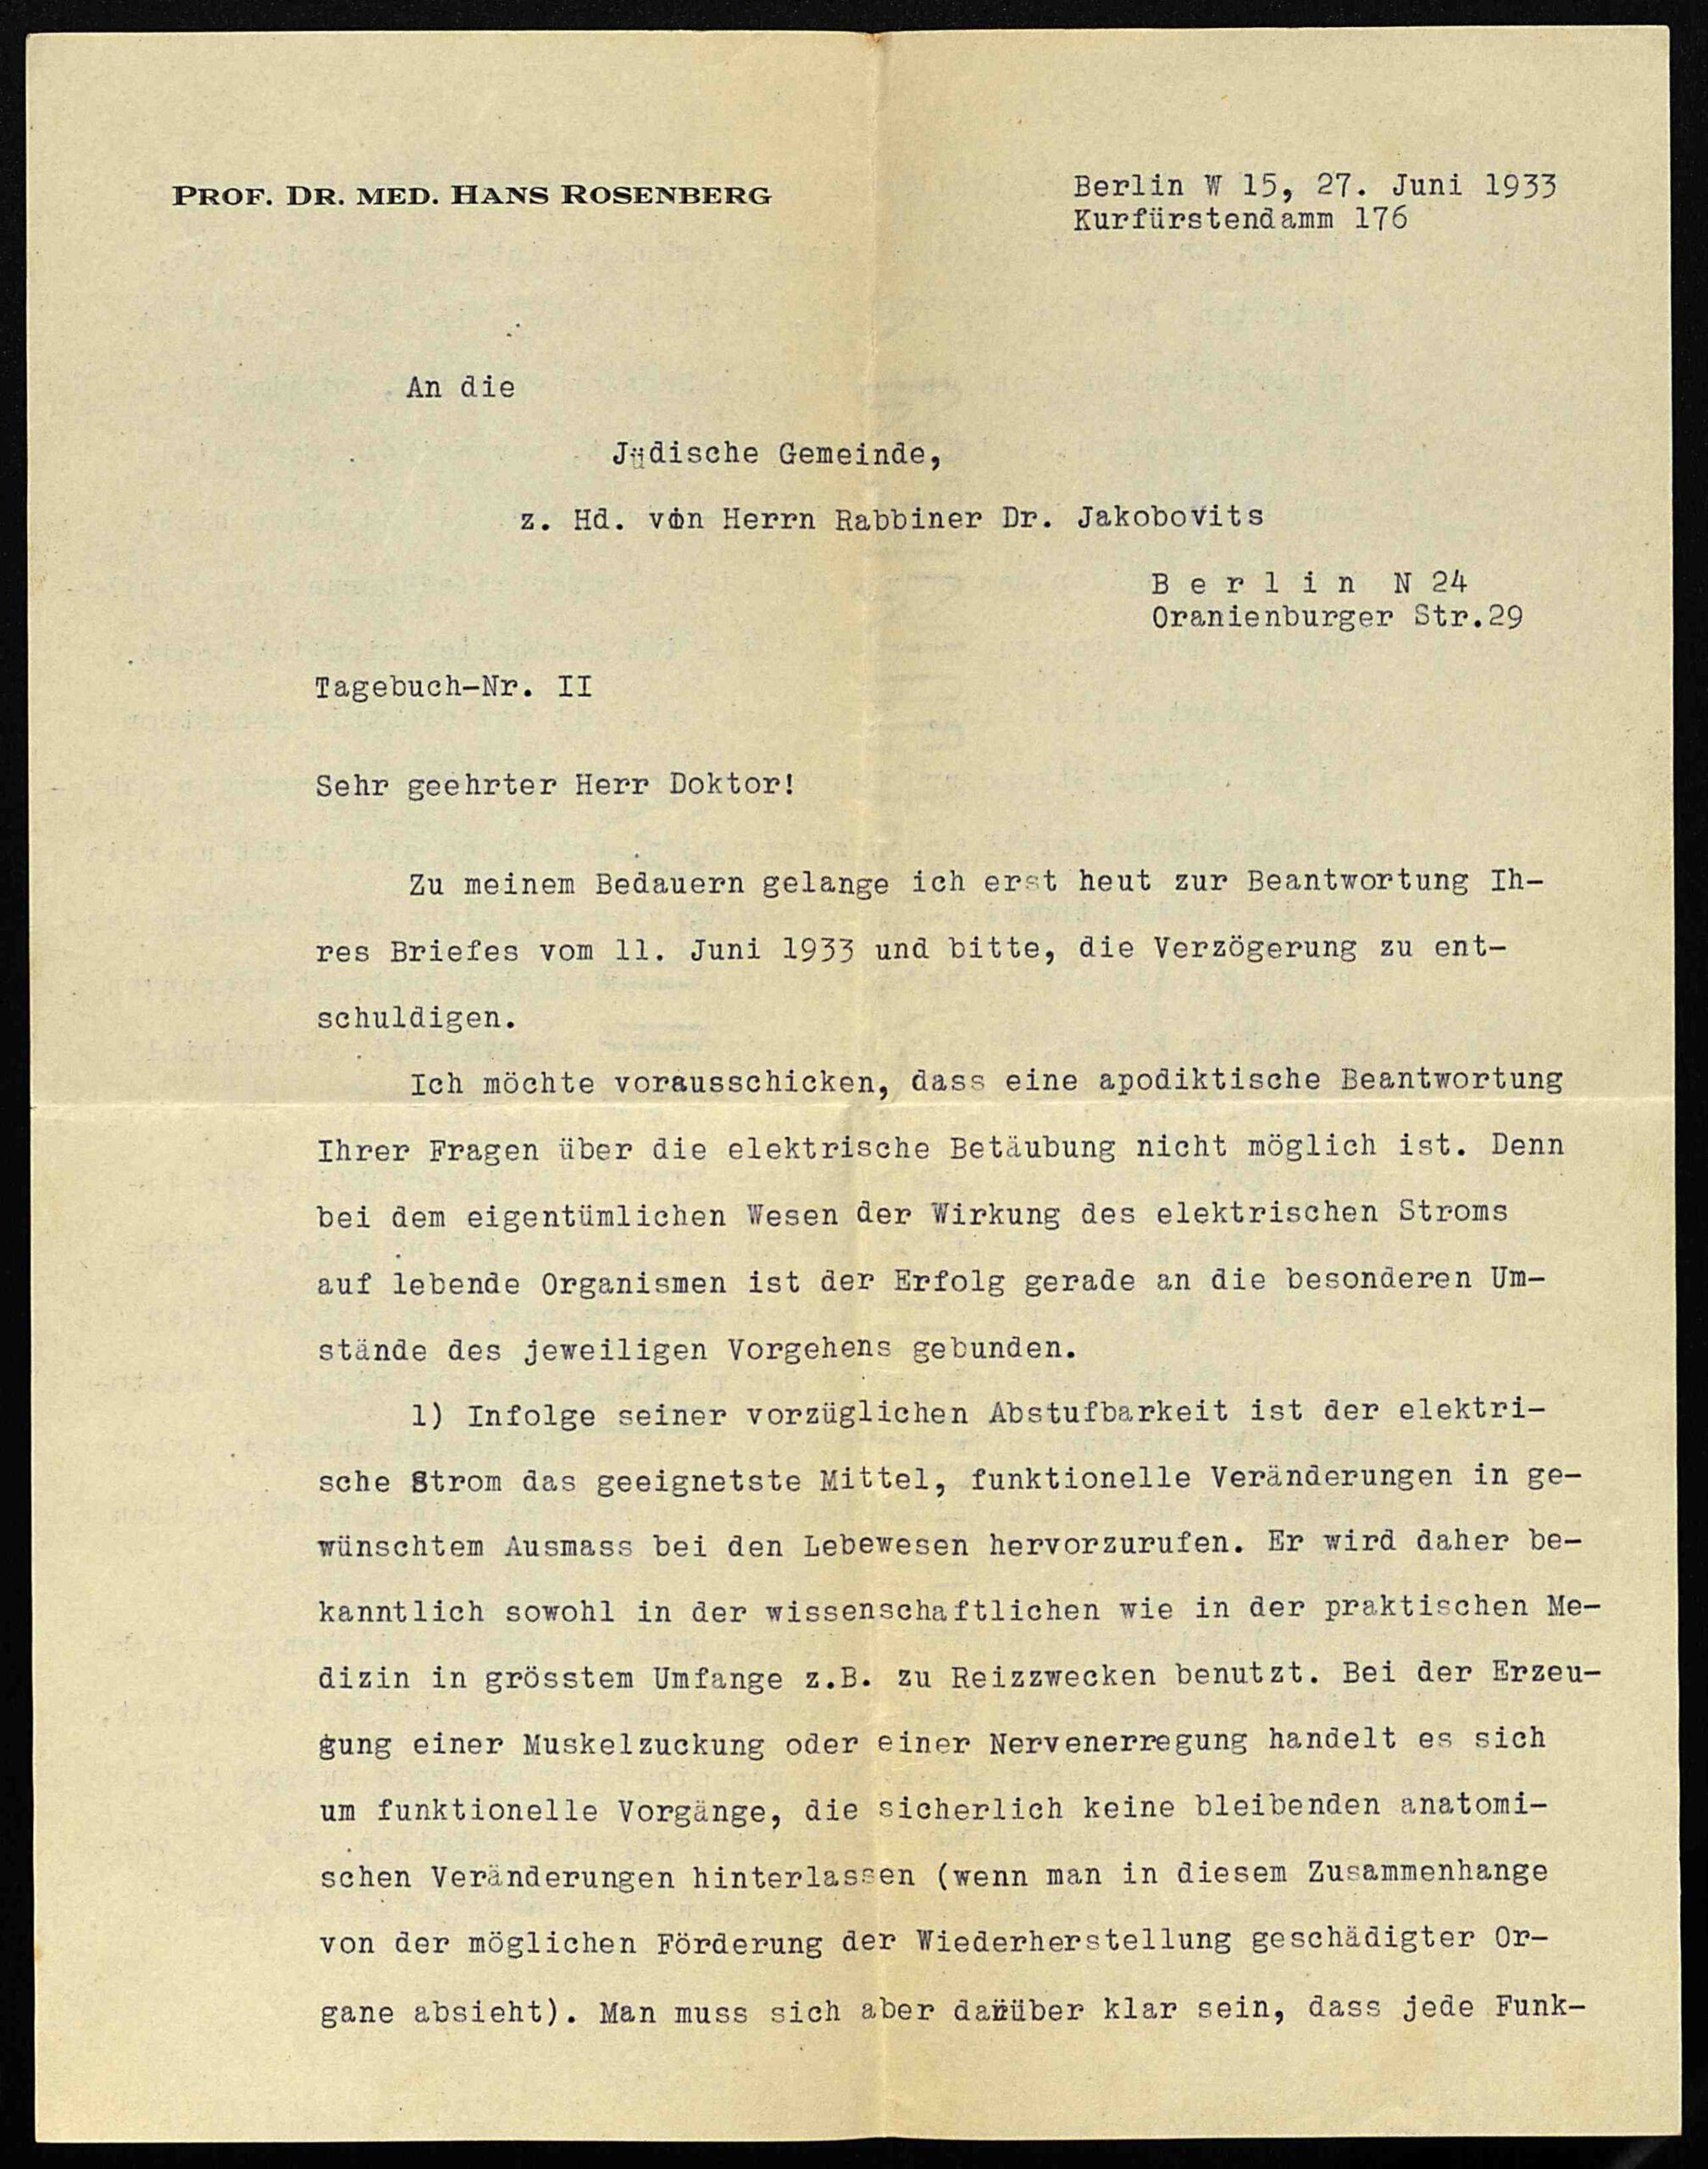 PROF. DR. MED. HANS ROSENBERG
Berlin W 15, 27. Juni 1933
Kurfürstendamm 176
An die
Jüdische Gemeinde,
z. Hd. von Herrn Rabbiner Dr. Jakobovits
B e r l i n  N 24
Oranienburger Str.29
Tagebuch-Nr. II
Sehr geehrter Herr Doktor!
Zu meinem Bedauern gelange ich erst heut zur Beantwortung Ih-
res Briefes vom 11. Juni 1933 und bitte, die Verzögerung zu ent-
schuldigen.
Ich möchte vorausschicken, dass eine apodiktische Beantwortung
Ihrer Fragen über die elektrische Betäubung nicht möglich ist. Denn
bei dem eigentümlichen Wesen der Wirkung des elektrischen Stroms
auf lebende Organismen ist der Erfolg gerade an die besonderen Um-
stände des jeweiligen Vorgehens gebunden.
1) Infolge seiner vorzüglichen Abstufbarkeit ist der elektri-
sche Strom das geeignetste Mittel, funktionelle Veränderungen in ge-
wünschtem Ausmass bei den Lebewesen hervorzurufen. Er wird daher be-
kanntlich sowohl in der wissenschaftlichen wie in der praktischen Me-
dizin in grösstem Umfange z.B. zu Reizzwecken benutzt. Bei der Erzeu-
gung einer Muskelzuckung oder einer Nervenerregung handelt es sich
um funktionelle Vorgänge, die sicherlich keine bleibenden anatomi-
schen Veränderungen hinterlassen (wenn man in diesem Zusammenhange
von der möglichen Förderung der Wiederherstellung geschädigter Or-
gane absieht). Man muss sich aber darüber klar sein, dass jede Funk-